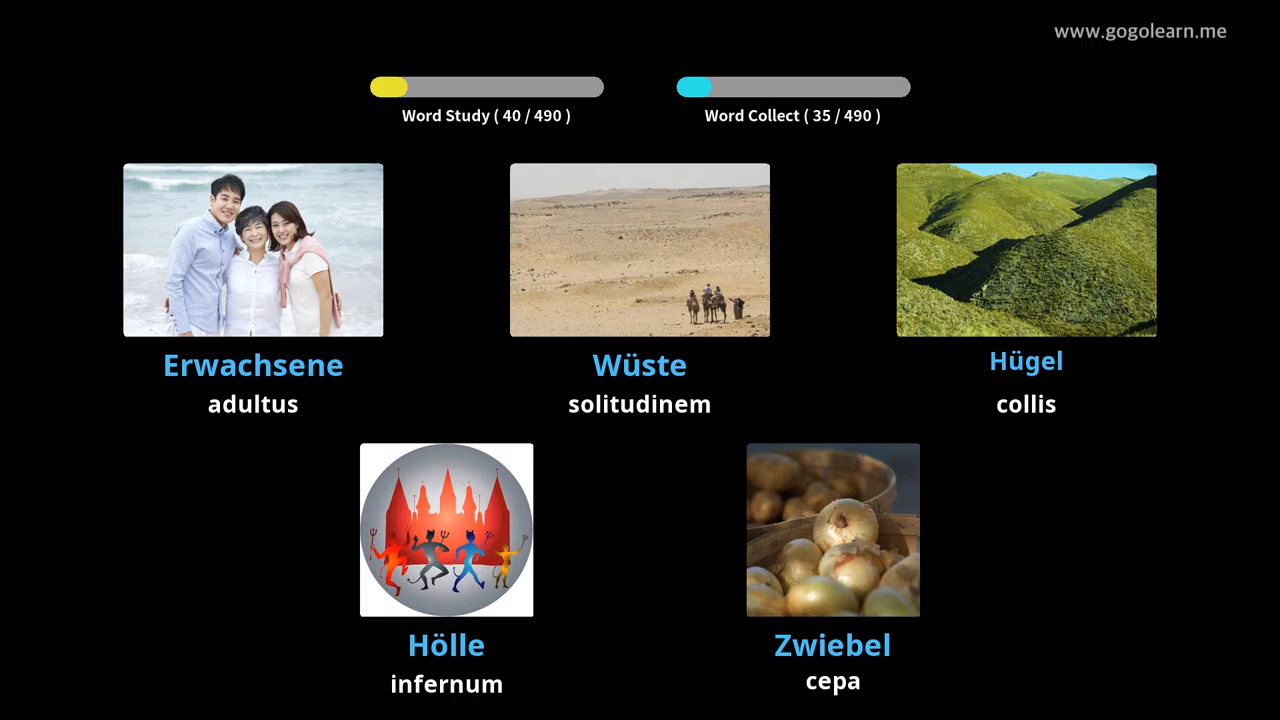 www.gogolearn.me
Word Study ( 40 / 490 )
Word Collect ( 35 / 490 )
Erwachsene
adultus
Wüste
solitudinem
Hügel
collis
Hölle
infernum
Zwiebel
cepa